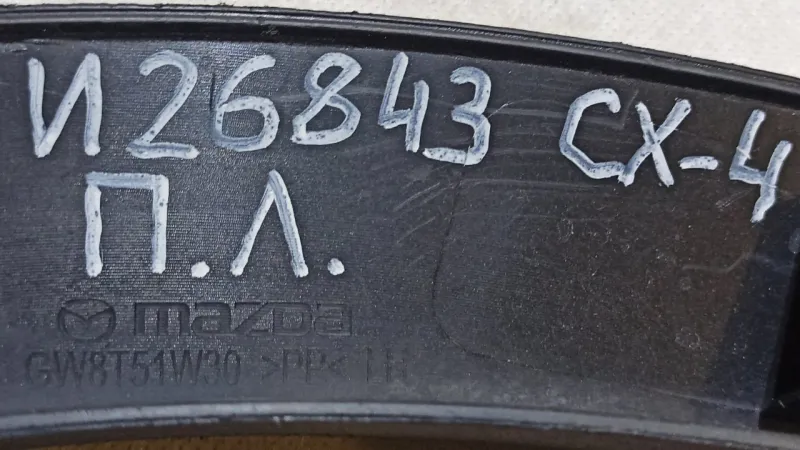 И26843 CX-4
П.Л.
mazda
GW8T51W30 >PP< LH